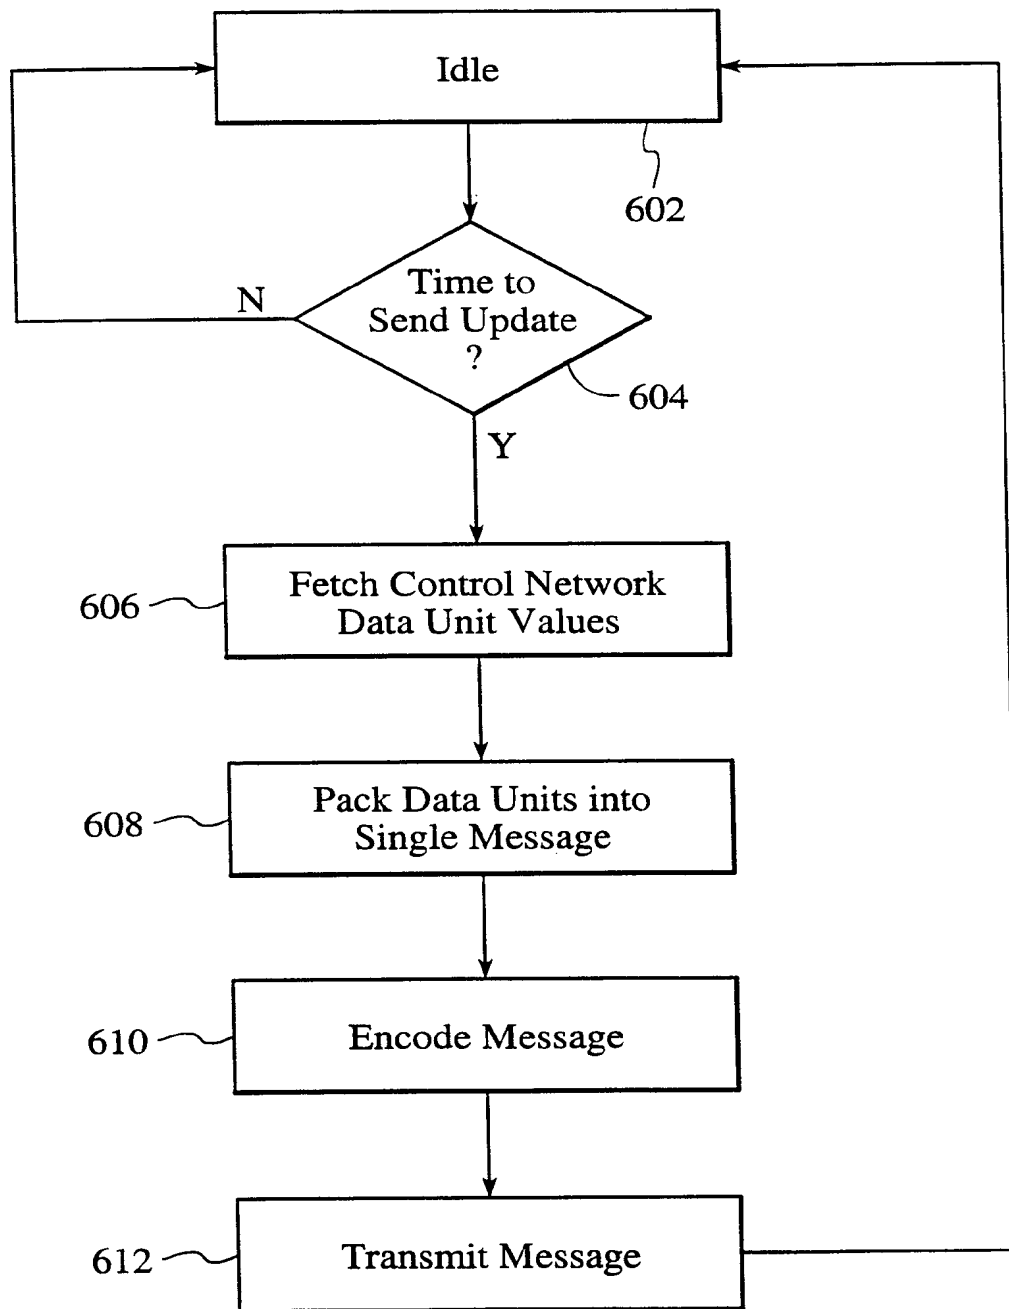 Idle
602
Time to
Send Update
?
N
604
Y
Fetch Control Network
Data Unit Values
606
Pack Data Units into
Single Message
608
Encode Message
610
Transmit Message
612